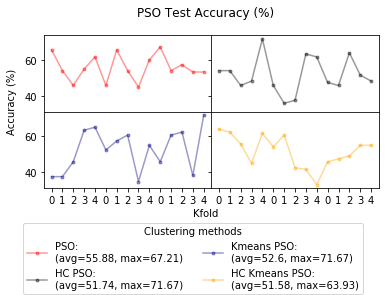 PSO Test Accuracy (%)
Accuracy (%)
60
40
60
40
0 1 2 3 4 0 1 2 3 4 0 1 2 3 4 0 1 2 3 4 0 1 2 3 4 0 1 2 3 4
Kfold
Clustering methods
PSO:
(avg=55.88, max=67.21)
HC PSO:
(avg=51.74, max=71.67)
Kmeans PSO:
(avg=52.6, max=71.67)
HC Kmeans PSO:
(avg=51.58, max=63.93)